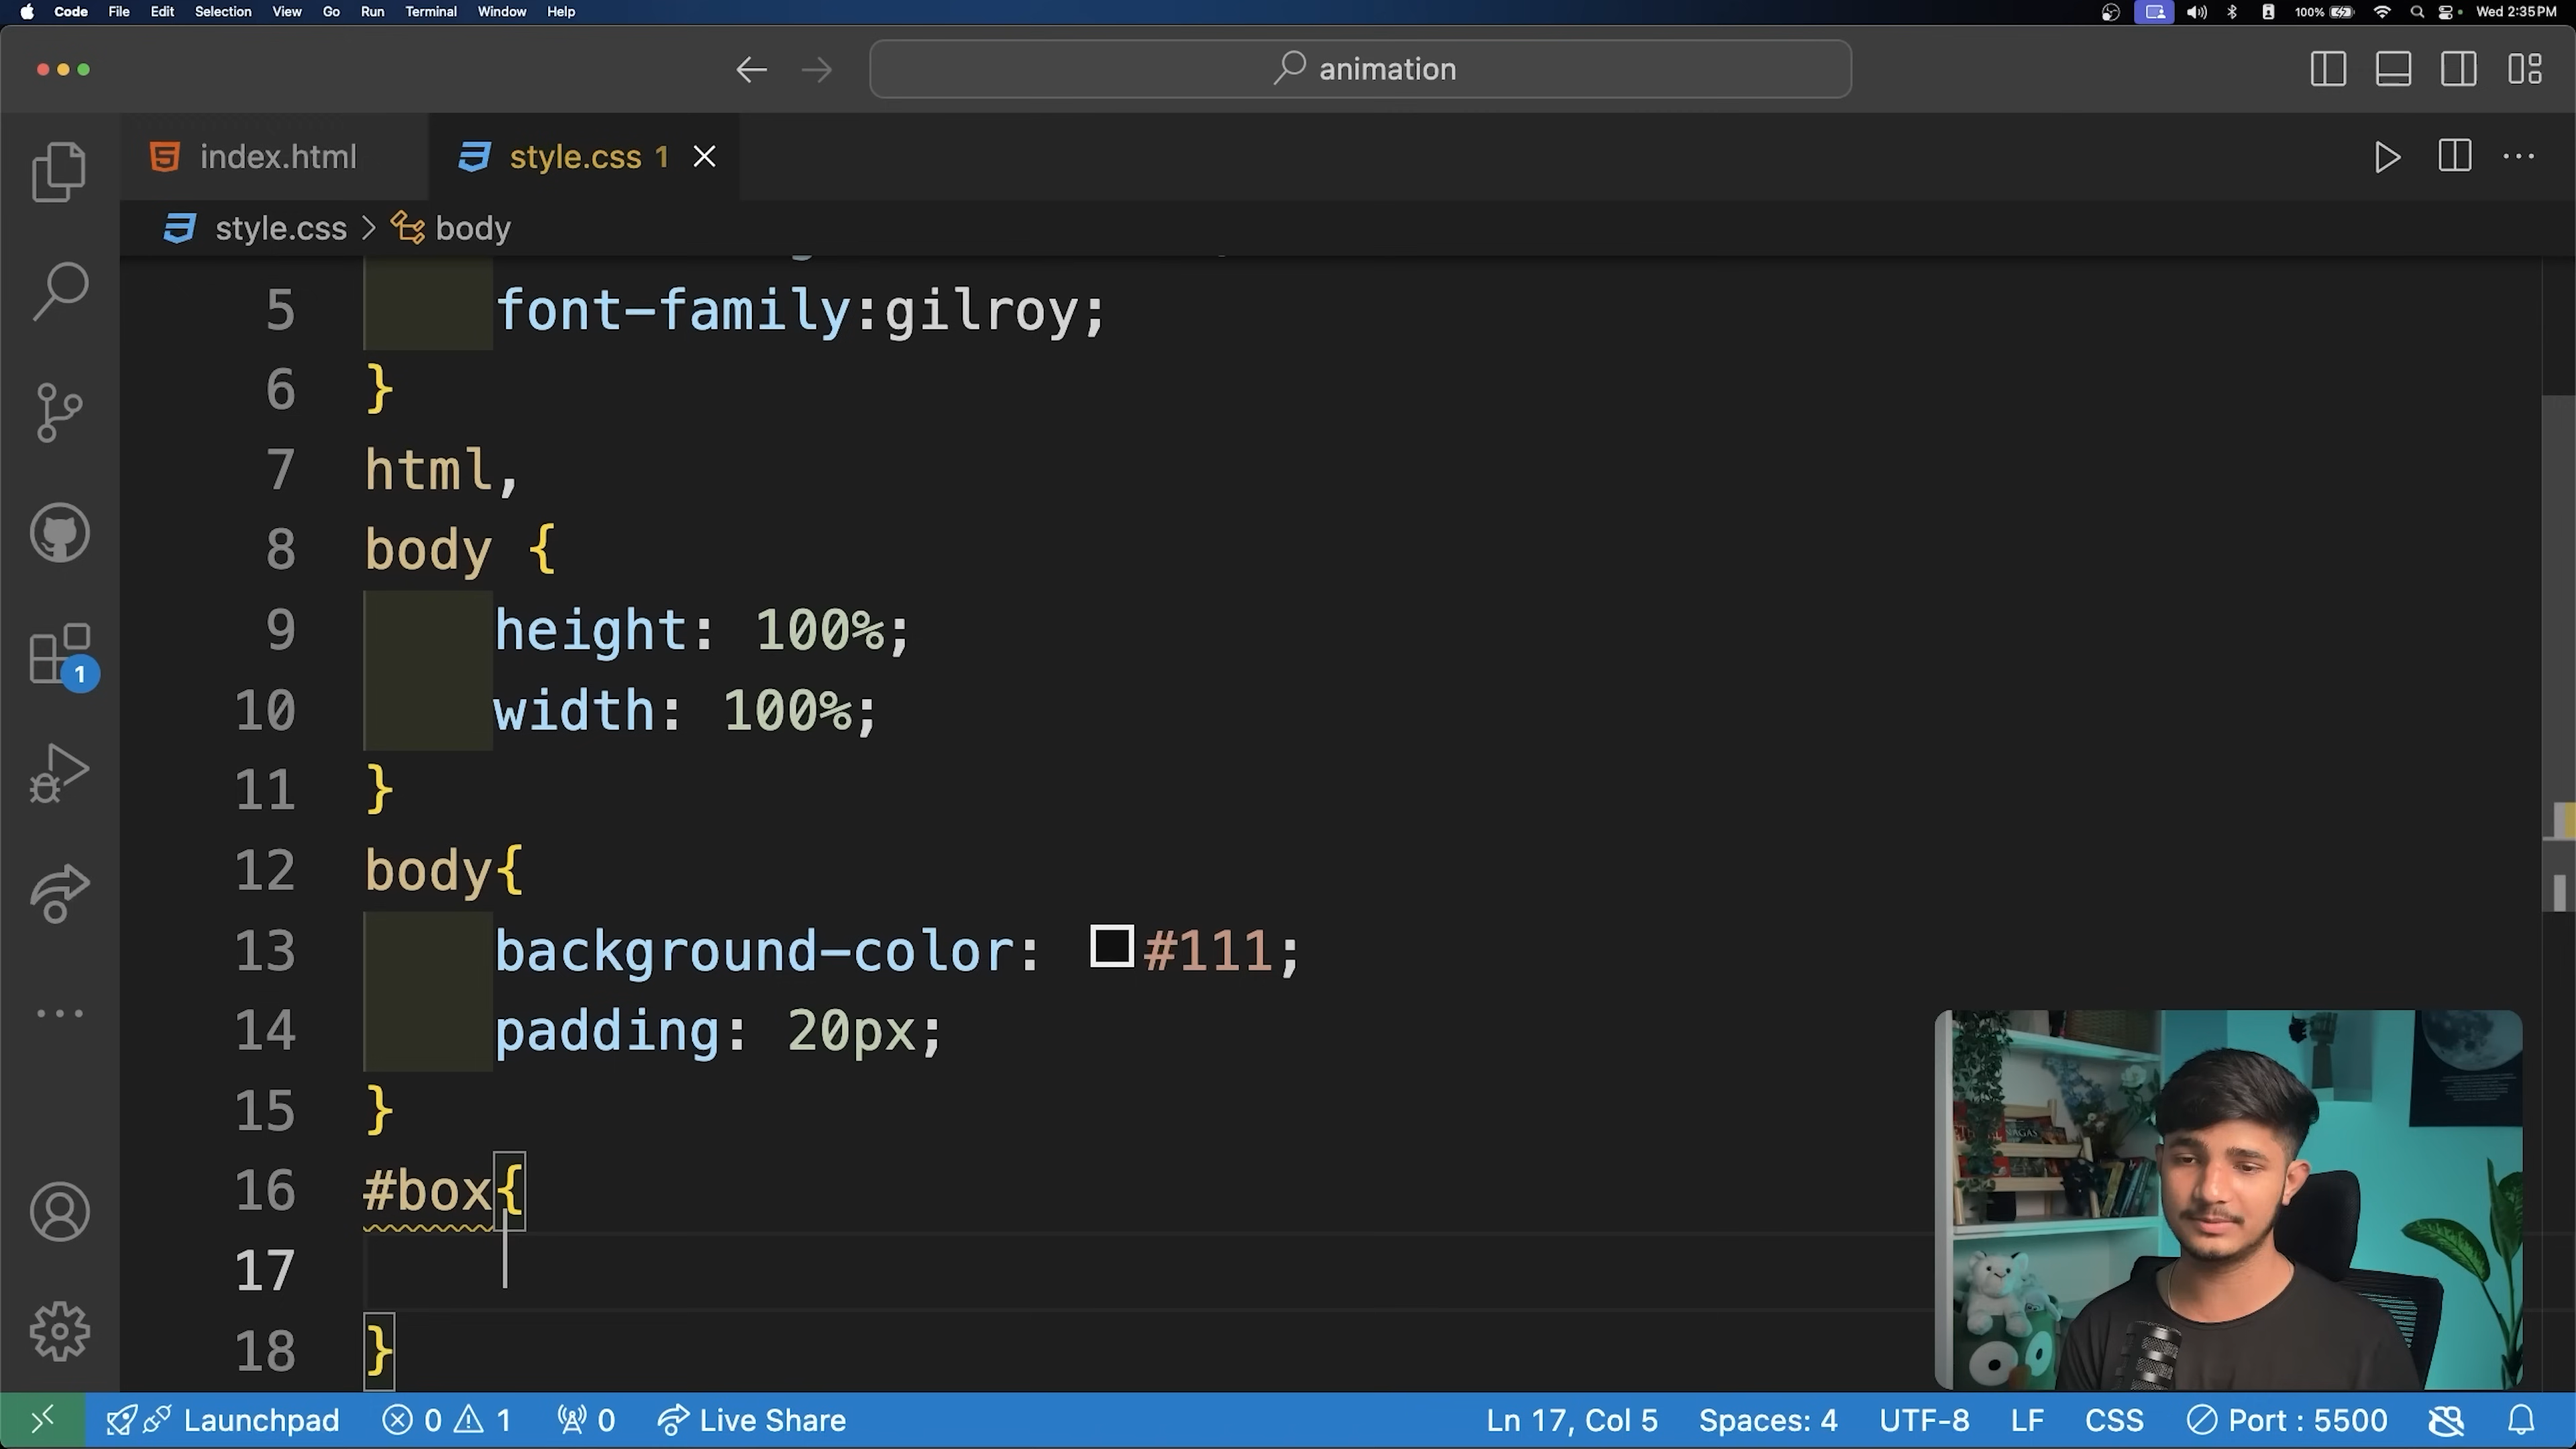 Code File Edit Selection View Go Run Terminal Window Help 100% Wed 2:35PM
animation
index.html style.css 1
style.css > body
5 font-family:gilroy;
6 }
7 html,
8 body {
9 height: 100%;
10 width: 100%;
11 }
12 body{
13 background-color: #111;
14 padding: 20px;
15 }
16 #box{
17
18 }
1
Launchpad 0 1 0 Live Share Ln 17, Col 5 Spaces: 4 UTF-8 LF CSS Port : 5500